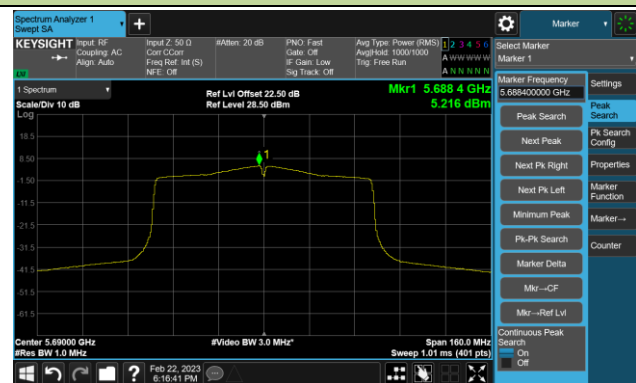 Spectrum Analyzer 1
Swept SA
Marker
KEYSIGHT
Input: RF
Coupling: AC
Align: Auto
Input Z: 50 Ω
Corr CCorr
Freq Ref: Int (S)
NFE: Off
#Atten: 20 dB
PNO: Fast
Gate: Off
IF Gain: Low
Sig Track: Off
Avg Type: Power (RMS)
Avg|Hold: 1000/1000
Trig: Free Run
1 2 3 4 5 6
A W W W W W
A N N N N N
LXI
Select Marker
Marker 1
1 Spectrum
Scale/Div 10 dB
Log
Ref Lvl Offset 22.50 dB
Ref Level 28.50 dBm
Mkr1 5.688 4 GHz
5.216 dBm
18.5
8.50
-1.50
-11.5
-21.5
-31.5
-41.5
-51.5
-61.5
1
Center 5.69000 GHz
#Res BW 1.0 MHz
#Video BW 3.0 MHz*
Span 160.0 MHz
Sweep 1.01 ms (401 pts)
Marker Frequency
5.688400000 GHz
Peak Search
Next Peak
Next Pk Right
Next Pk Left
Minimum Peak
Pk-Pk Search
Marker Delta
Mkr→CF
Mkr→Ref Lvl
Continuous Peak
Search
On
Off
Settings
Peak
Search
Pk Search
Config
Properties
Marker
Function
Marker→
Counter
?
Feb 22, 2023
6:16:41 PM